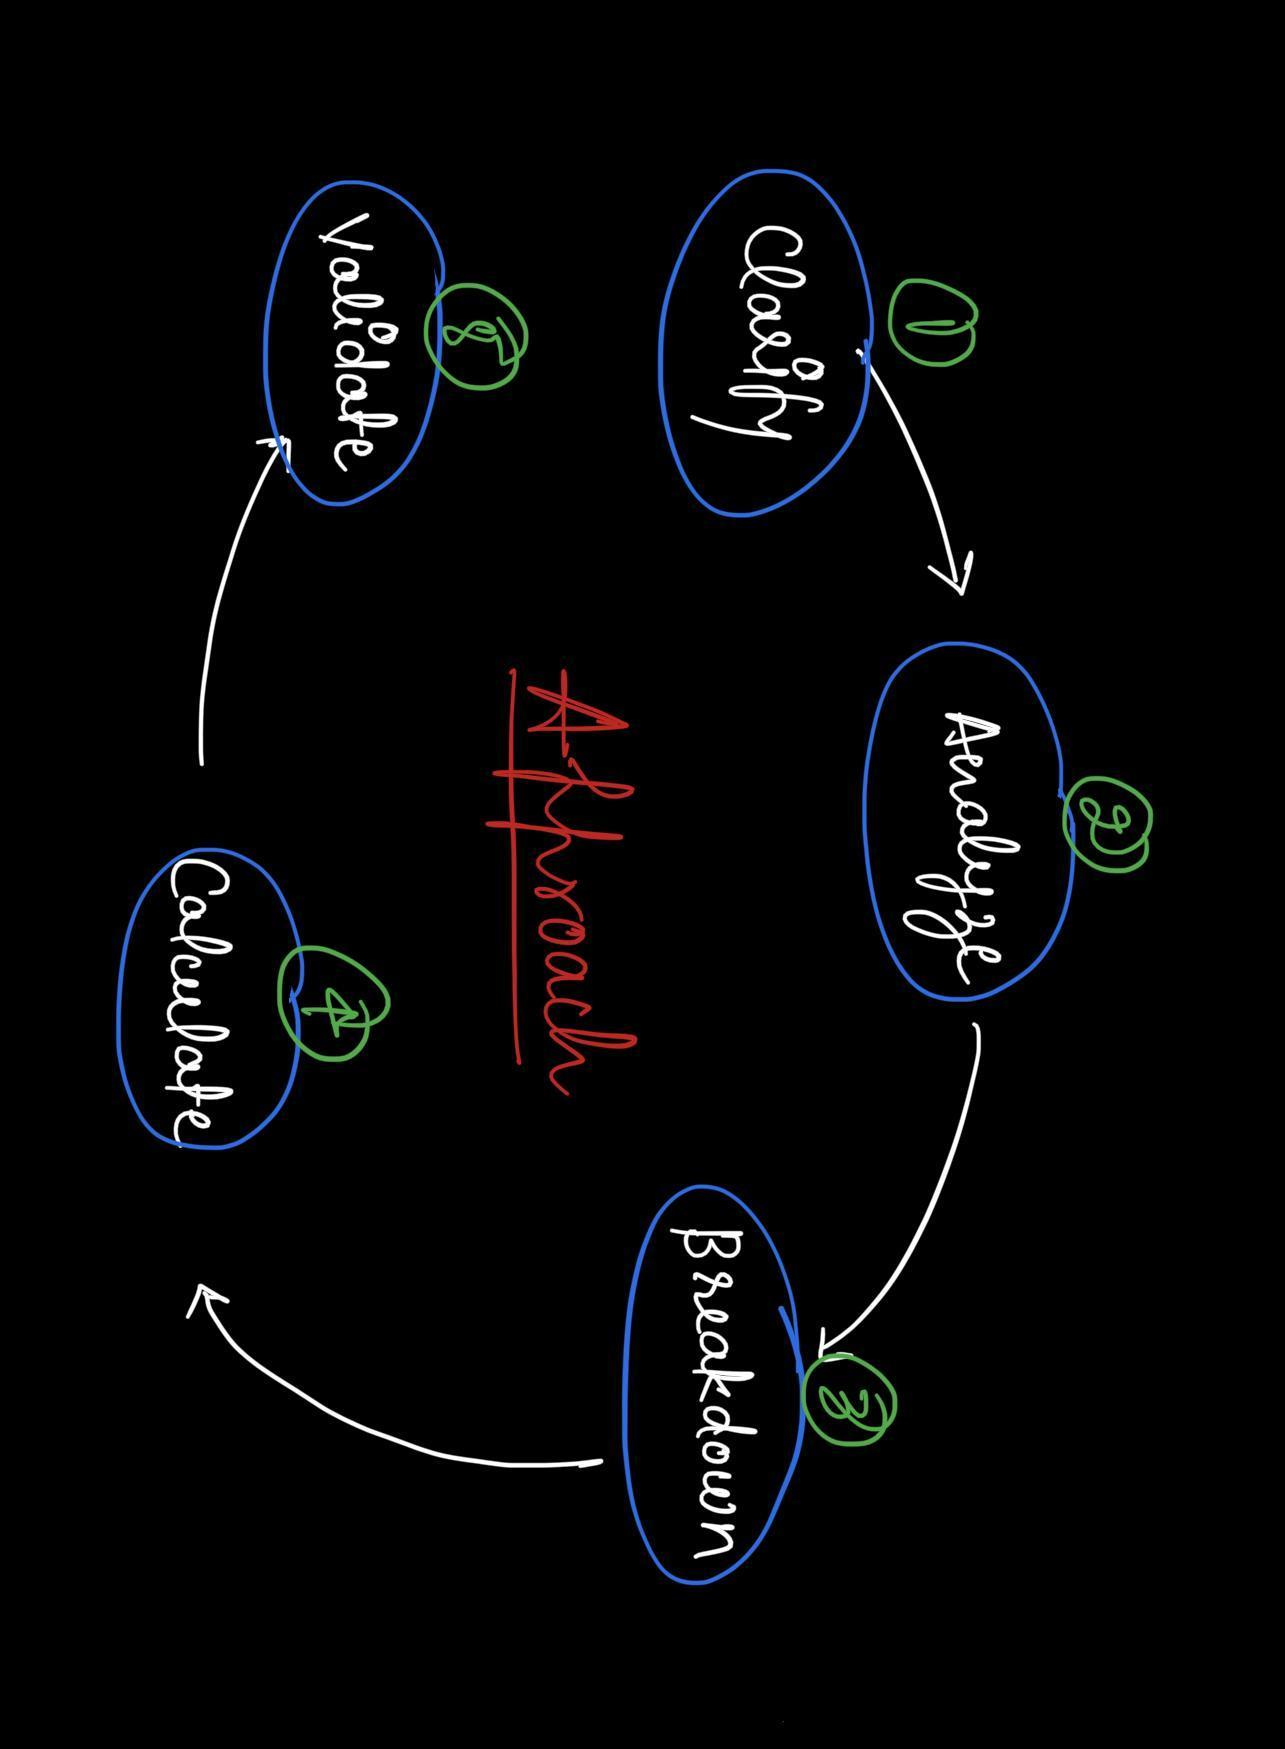 1
Clarify
2
Analyze
3
Breakdown
4
Calculate
5
Validate
Approach